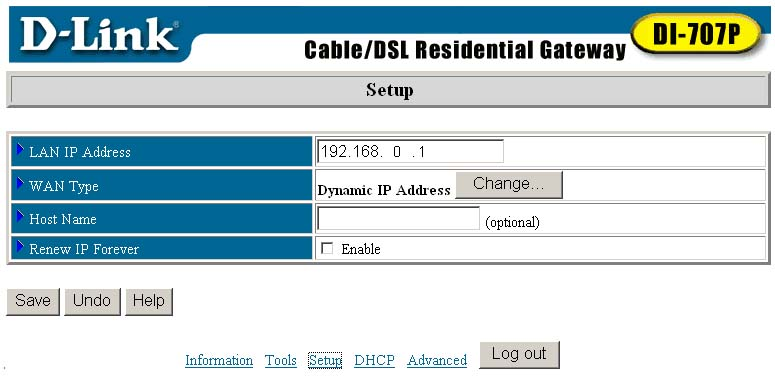 D-Link®
Cable/DSL Residential Gateway DI-707P
Setup
LAN IP Address 192.168. 0 .1
WAN Type Dynamic IP Address Change...
Host Name (optional)
Renew IP Forever Enable
Save Undo Help
Information Tools Setup DHCP Advanced Log out